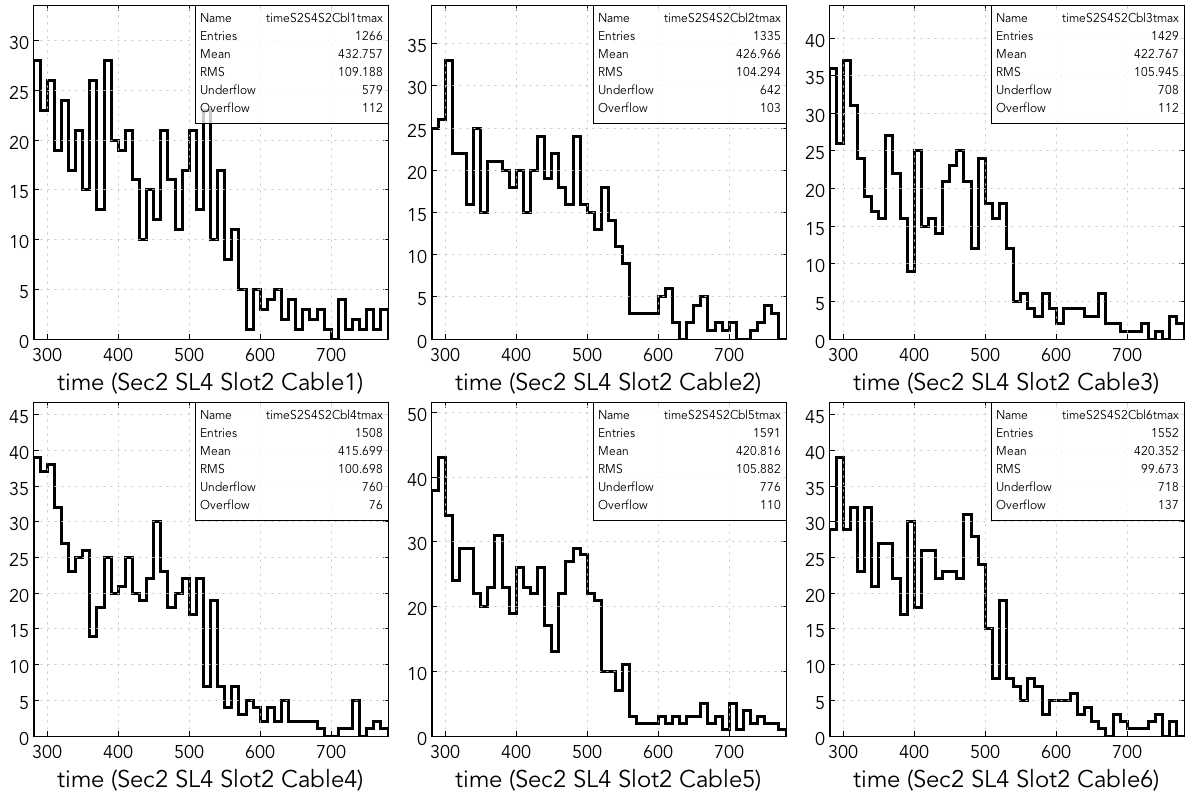 Name timeS2S4S2Cbl1tmax
Entries 1266
Mean 432.757
RMS 109.188
Underflow 579
Overflow 112
30
25
20
15
10
5
0
300 400 500 600 700
time (Sec2 SL4 Slot2 Cable1)
Name timeS2S4S2Cbl2tmax
Entries 1335
Mean 426.966
RMS 104.294
Underflow 642
Overflow 103
35
30
25
20
15
10
5
0
300 400 500 600 700
time (Sec2 SL4 Slot2 Cable2)
Name timeS2S4S2Cbl3tmax
Entries 1429
Mean 422.767
RMS 105.945
Underflow 708
Overflow 112
40
35
30
25
20
15
10
5
0
300 400 500 600 700
time (Sec2 SL4 Slot2 Cable3)
Name timeS2S4S2Cbl4tmax
Entries 1508
Mean 415.699
RMS 100.698
Underflow 760
Overflow 76
45
40
35
30
25
20
15
10
5
0
300 400 500 600 700
time (Sec2 SL4 Slot2 Cable4)
Name timeS2S4S2Cbl5tmax
Entries 1591
Mean 420.816
RMS 105.882
Underflow 776
Overflow 110
50
40
30
20
10
0
300 400 500 600 700
time (Sec2 SL4 Slot2 Cable5)
Name timeS2S4S2Cbl6tmax
Entries 1552
Mean 420.352
RMS 99.673
Underflow 718
Overflow 137
45
40
35
30
25
20
15
10
5
0
300 400 500 600 700
time (Sec2 SL4 Slot2 Cable6)